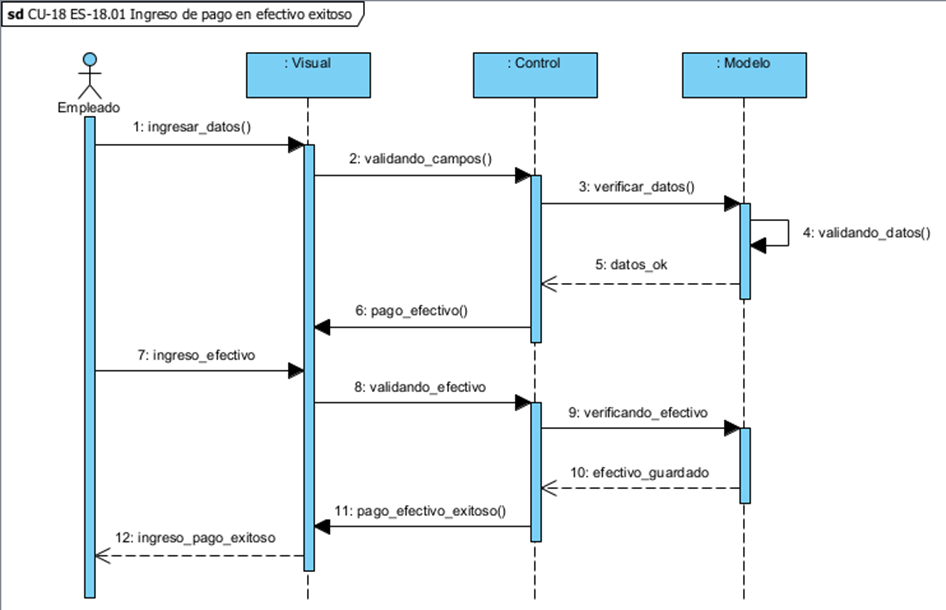 sd CU-18 ES-18.01 Ingreso de pago en efectivo exitoso
: Visual
: Control
: Modelo
Empleado
1: ingresar_datos()
2: validando_campos()
3: verificar_datos()
4: validando_datos()
5: datos_ok
6: pago_efectivo()
7: ingreso_efectivo
8: validando_efectivo
9: verificando_efectivo
10: efectivo_guardado
11: pago_efectivo_exitoso()
12: ingreso_pago_exitoso